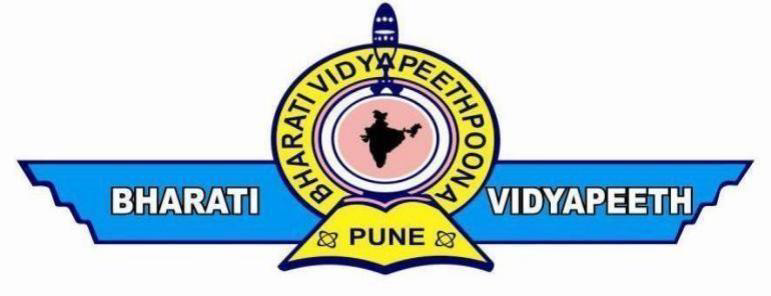 BHARATI VIDYAPEETH POONA
BHARATI VIDYAPEETH
PUNE